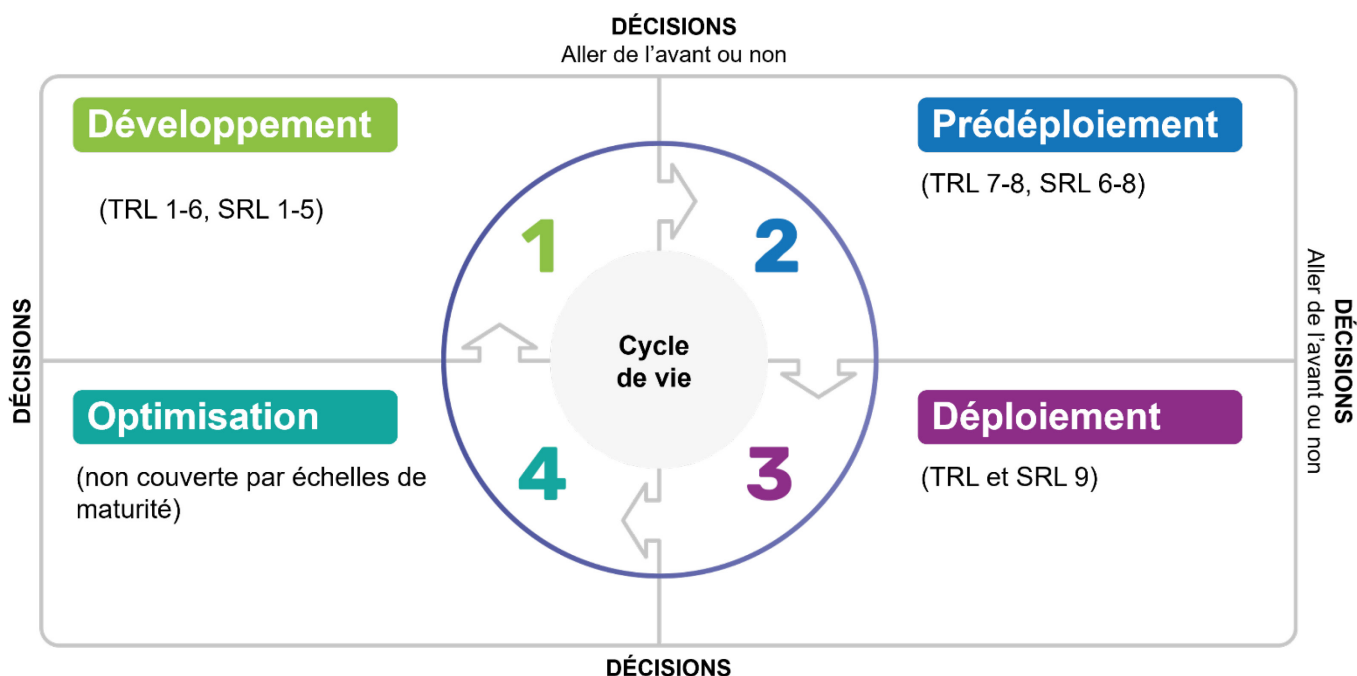 DÉCISIONS
Aller de l’avant ou non
Développement
(TRL 1-6, SRL 1-5)
1
Prédéploiement
(TRL 7-8, SRL 6-8)
2
DÉCISIONS
Aller de l’avant ou non
Cycle
de vie
DÉCISIONS
Optimisation
(non couverte par échelles de
maturité)
4
Déploiement
(TRL et SRL 9)
3
DÉCISIONS